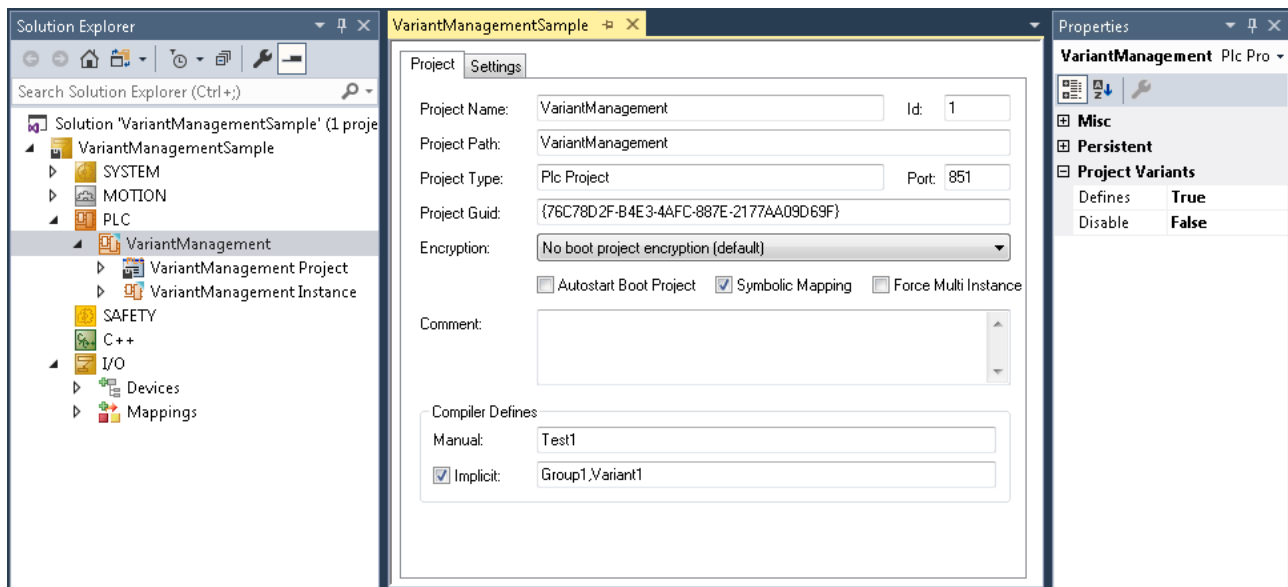 Solution Explorer
Search Solution Explorer (Ctrl+;)
Solution 'VariantManagementSample' (1 proje
VariantManagementSample
SYSTEM
MOTION
PLC
VariantManagement
VariantManagement Project
VariantManagement Instance
SAFETY
C++
I/O
Devices
Mappings
VariantManagementSample
Project Settings
Project Name: VariantManagement Id: 1
Project Path: VariantManagement
Project Type: Plc Project Port: 851
Project Guid: {76C78D2F-B4E3-4AFC-887E-2177AA09D69F}
Encryption: No boot project encryption (default)
Autostart Boot Project Symbolic Mapping Force Multi Instance
Comment:
Compiler Defines
Manual: Test1
Implicit: Group1,Variant1
Properties
VariantManagement Plc Pro
Misc
Persistent
Project Variants
Defines True
Disable False